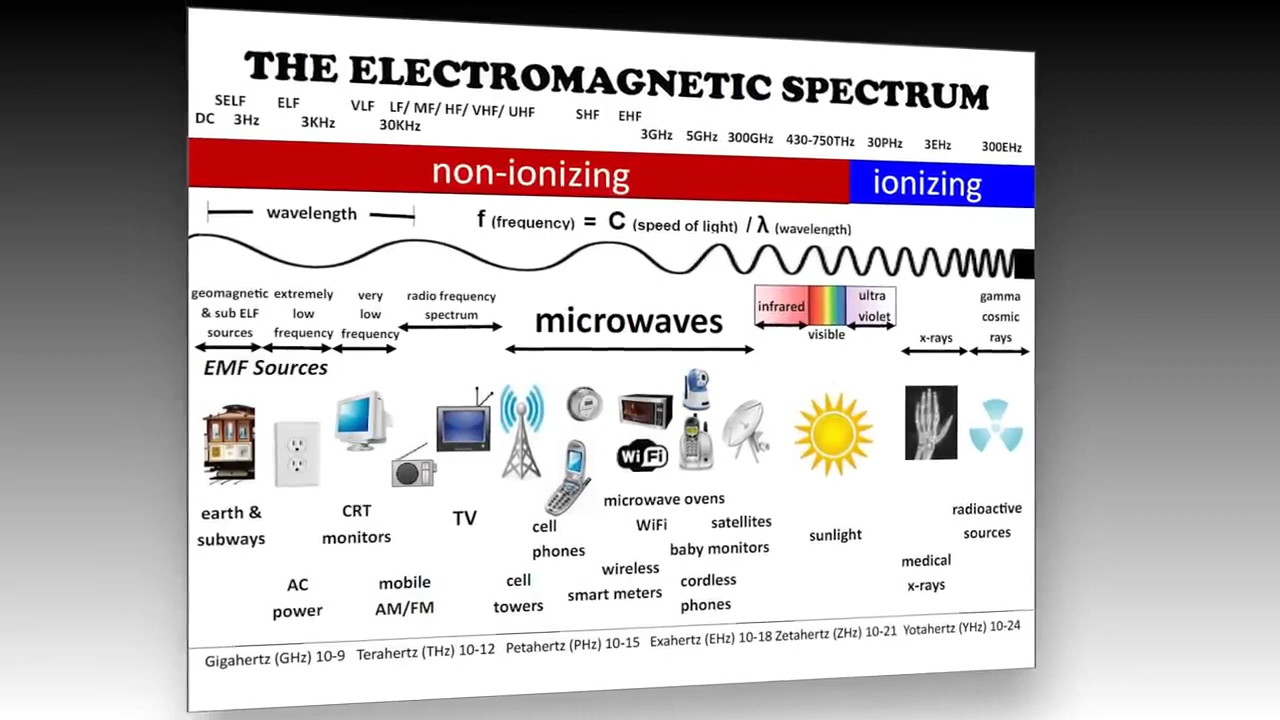 THE ELECTROMAGNETIC SPECTRUM
SELF ELF VLF LF/ MF/ HF/ VHF/ UHF SHF EHF
DC 3Hz 3KHz 30KHz 3GHz 5GHz 300GHz 430-750THz 30PHz 3EHz 300EHz
non-ionizing ionizing
wavelength f (frequency) = C (speed of light) / λ (wavelength)
geomagnetic
& sub ELF
sources
extremely
low
frequency
very
low
frequency
radio frequency
spectrum
microwaves
infrared
visible
ultra
violet
x-rays
gamma
cosmic
rays
EMF Sources
WiFi
earth &
subways
AC
power
CRT
monitors
mobile
AM/FM
TV
cell
phones
cell
towers
microwave ovens
WiFi
satellites
baby monitors
wireless
smart meters
cordless
phones
sunlight
medical
x-rays
radioactive
sources
Gigahertz (GHz) 10-9 Terahertz (THz) 10-12 Petahertz (PHz) 10-15 Exahertz (EHz) 10-18 Zetahertz (ZHz) 10-21 Yotahertz (YHz) 10-24